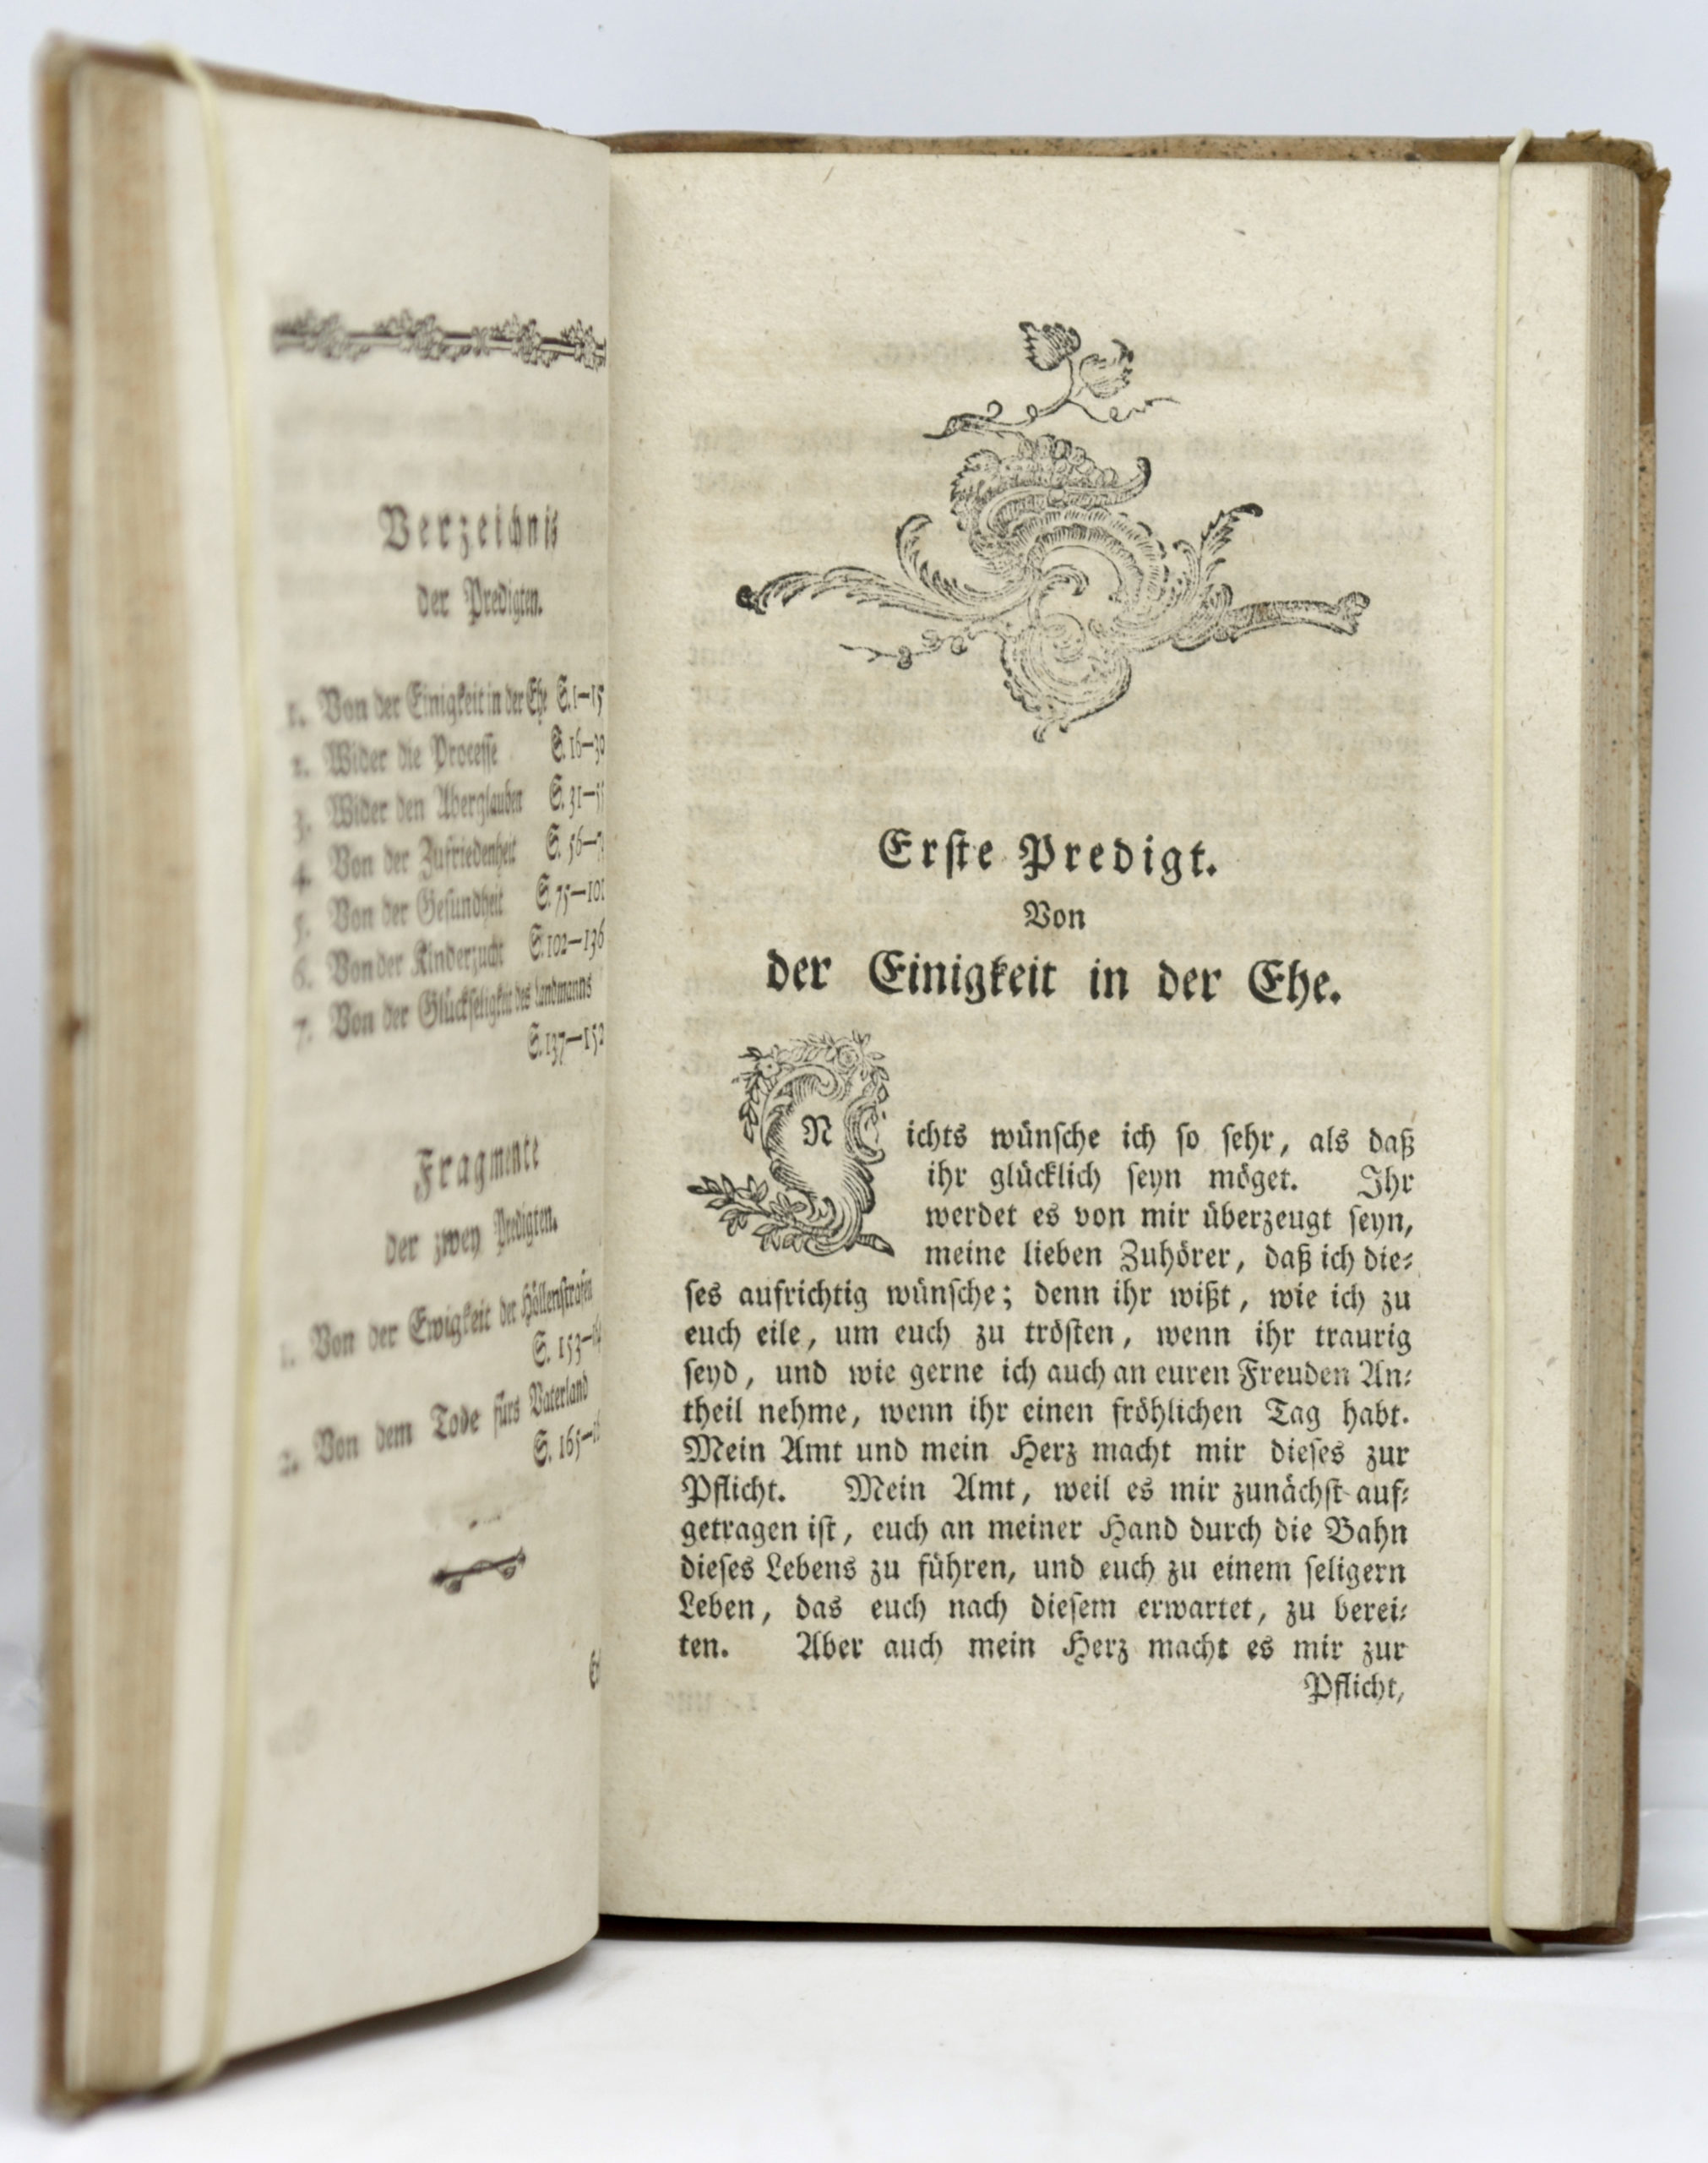 Verzeichnis
der Predigten.
1. Von der Einigkeit in der Ehe S. 1–15
2. Wider die Processe S. 16–30
3. Wider den Aberglauben S. 31–55
4. Von der Zufriedenheit S. 56–
5. Von der Gesundheit S. 75–101
6. Von der Kinderzucht S. 102–136
7. Von der Glückseligkeit des Landmanns
S. 137–152
Fragmente
der zwey Predigten.
1. Von der Ewigkeit der Höllenstrafen
S. 153–
2. Von dem Tode fürs Vaterland
S. 165–
Erſte Predigt.
Von
der Einigkeit in der Ehe.
Nichts wünſche ich ſo ſehr, als daß
ihr glücklich ſeyn möget. Ihr
werdet es von mir überzeugt ſeyn,
meine lieben Zuhörer, daß ich die⸗
ſes aufrichtig wünſche; denn ihr wißt, wie ich zu
euch eile, um euch zu tröſten, wenn ihr traurig
ſeyd, und wie gerne ich auch an euren Freuden An⸗
theil nehme, wenn ihr einen fröhlichen Tag habt.
Mein Amt und mein Herz macht mir dieſes zur
Pflicht. Mein Amt, weil es mir zunächſt auf⸗
getragen iſt, euch an meiner Hand durch die Bahn
dieſes Lebens zu führen, und euch zu einem ſeligern
Leben, das euch nach dieſem erwartet, zu berei⸗
ten. Aber auch mein Herz macht es mir zur
Pflicht,